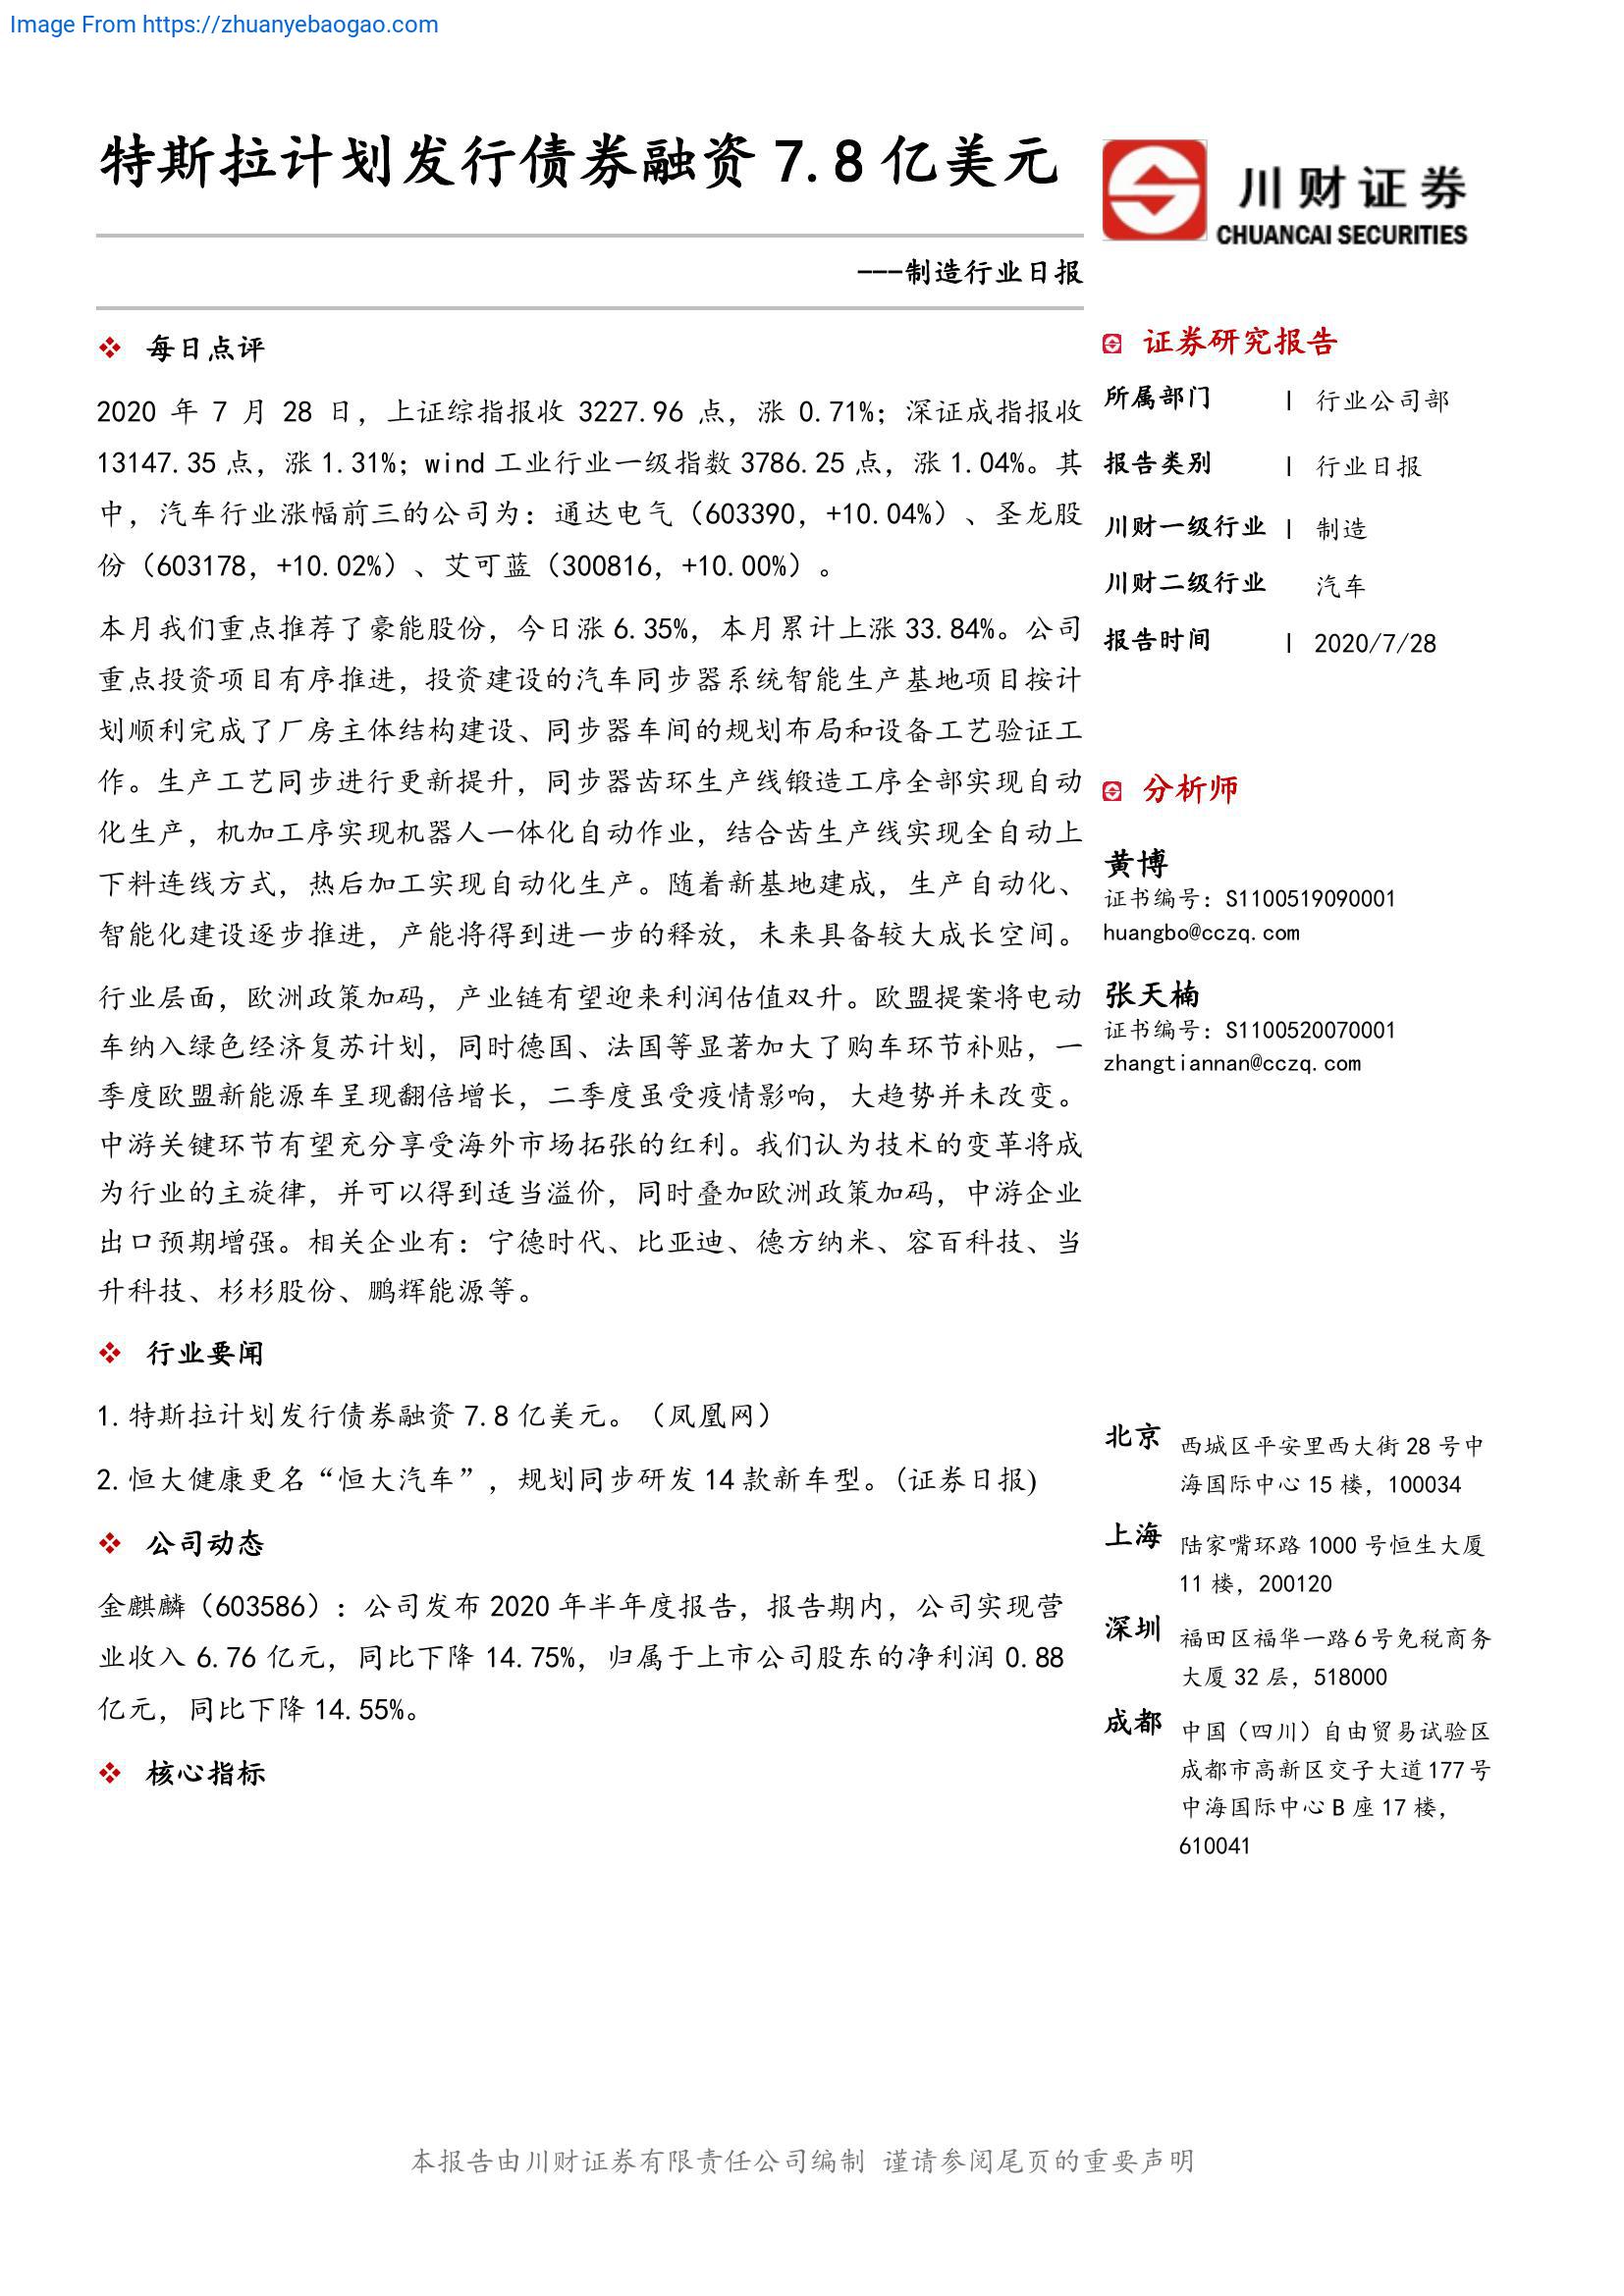 Image From https://zhuanyebaogao.com
特斯拉计划发行债券融资 7.8 亿美元
川财证券
CHUANCAI SECURITIES
---制造行业日报
每日点评
2020 年 7 月 28 日，上证综指报收 3227.96 点，涨 0.71%；深证成指报收
13147.35 点，涨 1.31%；wind 工业行业一级指数 3786.25 点，涨 1.04%。其
中，汽车行业涨幅前三的公司为：通达电气（603390，+10.04%）、圣龙股
份（603178，+10.02%）、艾可蓝（300816，+10.00%）。
本月我们重点推荐了豪能股份，今日涨 6.35%，本月累计上涨 33.84%。公司
重点投资项目有序推进，投资建设的汽车同步器系统智能生产基地项目按计
划顺利完成了厂房主体结构建设、同步器车间的规划布局和设备工艺验证工
作。生产工艺同步进行更新提升，同步器齿环生产线锻造工序全部实现自动
化生产，机加工序实现机器人一体化自动作业，结合齿生产线实现全自动上
下料连线方式，热后加工实现自动化生产。随着新基地建成，生产自动化、
智能化建设逐步推进，产能将得到进一步的释放，未来具备较大成长空间。
行业层面，欧洲政策加码，产业链有望迎来利润估值双升。欧盟提案将电动
车纳入绿色经济复苏计划，同时德国、法国等显著加大了购车环节补贴，一
季度欧盟新能源车呈现翻倍增长，二季度虽受疫情影响，大趋势并未改变。
中游关键环节有望充分享受海外市场拓张的红利。我们认为技术的变革将成
为行业的主旋律，并可以得到适当溢价，同时叠加欧洲政策加码，中游企业
出口预期增强。相关企业有：宁德时代、比亚迪、德方纳米、容百科技、当
升科技、杉杉股份、鹏辉能源等。
行业要闻
1. 特斯拉计划发行债券融资 7.8 亿美元。（凤凰网）
2. 恒大健康更名“恒大汽车”，规划同步研发 14 款新车型。(证券日报)
公司动态
金麒麟（603586）：公司发布 2020 年半年度报告，报告期内，公司实现营
业收入 6.76 亿元，同比下降 14.75%，归属于上市公司股东的净利润 0.88
亿元，同比下降 14.55%。
核心指标
证券研究报告
所属部门 | 行业公司部
报告类别 | 行业日报
川财一级行业 | 制造
川财二级行业 汽车
报告时间 | 2020/7/28
分析师
黄博
证书编号：S1100519090001
huangbo@cczq.com
张天楠
证书编号：S1100520070001
zhangtiannan@cczq.com
北京 西城区平安里西大街 28 号中
海国际中心 15 楼，100034
上海 陆家嘴环路 1000 号恒生大厦
11 楼，200120
深圳 福田区福华一路 6 号免税商务
大厦 32 层，518000
成都 中国（四川）自由贸易试验区
成都市高新区交子大道 177 号
中海国际中心 B 座 17 楼，
610041
本报告由川财证券有限责任公司编制 谨请参阅尾页的重要声明